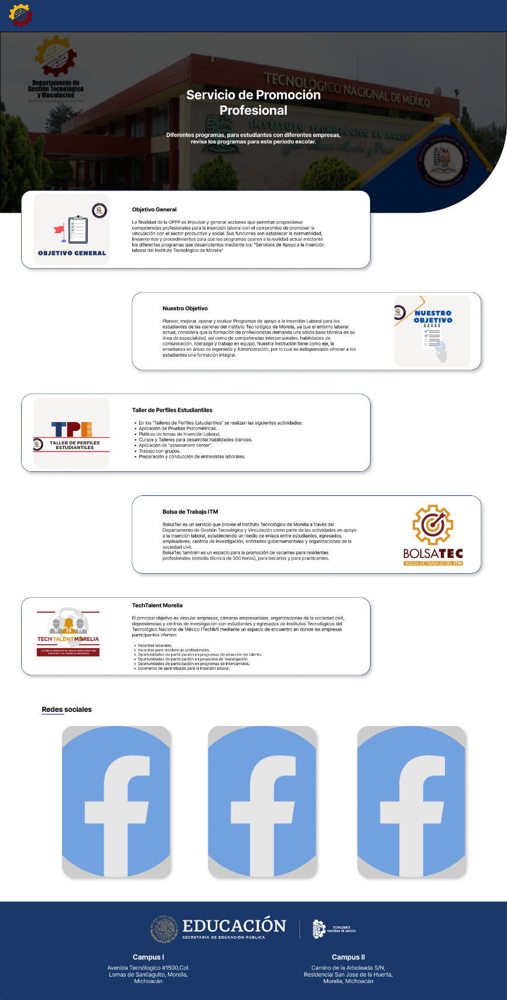 Departamento de
Gestión Tecnológica
y Vinculación
Instituto Tecnológico de Morelia
TECNOLÓGICO NACIONAL DE MÉXICO
INSTITUTO TECNOLOGICO DE MORELIA
INSTITUTO TECNOLÓGICO DE MORELIA
Servicio de Promoción
Profesional
Diferentes programas, para estudiantes con diferentes empresas,
revisa los programas para este periodo escolar.
OBJETIVO GENERAL
Objetivo General
La finalidad de la OPPP es impulsar y generar acciones que permitan proporcionar
competencias profesionales para la inserción laboral con el compromiso de promover la
vinculación con el sector productivo y social. Sus funciones son establecer la normatividad,
lineamientos y procedimientos para que los programas operen a la realidad actual mediante
los diferentes programas que desarrollamos mediante los: "Servicios de Apoyo a la inserción
laboral del Instituto Tecnológico de Morelia"
Nuestro Objetivo
Planear, mejorar, operar y evaluar Programas de apoyo a la Inserción Laboral para los
estudiantes de las carreras del Instituto Tecnológico de Morelia, ya que el entorno laboral
actual, considera que la formación de profesionistas demanda una sólida base técnica en su
área de especialidad, así como de competencias interpersonales, habilidades de
comunicación, liderazgo y trabajo en equipo. Nuestra Institución tiene como eje, la
enseñanza en áreas de ingeniería y Administración, por lo cual es indispensable ofrecer a los
estudiantes una formación integral.
NUESTRO
OBJETIVO
TPE
TALLER DE PERFILES
ESTUDIANTILES
Taller de Perfiles Estudiantiles
• En los “Talleres de Perfiles Estudiantiles” se realizan las siguientes actividades:
• Aplicación de Pruebas Psicométricas.
• Pláticas de temas de Inserción Laboral.
• Cursos y Talleres para desarrollar habilidades blandas.
• Aplicación de “assessment center”.
• Trabajo con grupos.
• Preparación y conducción de entrevistas laborales.
Bolsa de Trabajo ITM
BolsaTec es un servicio que provee el Instituto Tecnológico de Morelia a través del
Departamento de Gestión Tecnológica y Vinculación como parte de las actividades en apoyo
a la inserción laboral, estableciendo un medio de enlace entre estudiantes, egresados,
empleadores, centros de investigación, entidades gubernamentales y organizaciones de la
sociedad civil.
BolsaTec también es un espacio para la promoción de vacantes para residentes
profesionales (estadía técnica de 500 horas), para becarios y para practicantes.
BOLSATEC
BOLSA DE TRABAJO DEL ITM
TECHTALENTMORELIA
LA FERIA DE ATRACCIÓN DE TALENTO TECNOLÓGICO MÁS
IMPORTANTE DEL ESTADO DE MICHOACÁN
TechTalent Morelia
El principal objetivo es vincular empresas, cámaras empresariales, organizaciones de la sociedad civil,
dependencias y centros de investigación con estudiantes y egresados de Institutos Tecnológicos del
Tecnológico Nacional de México (TecNM) mediante un espacio de encuentro en donde las empresas
participantes oferten:
• Vacantes laborales.
• Vacantes para residencias profesionales.
• Oportunidades de participación en programas de atracción de talento.
• Oportunidades de participación en proyectos de investigación.
• Oportunidades de participación en programas de intercambios.
• Escenarios de aprendizajes para la inserción laboral.
Redes sociales
EDUCACIÓN
SECRETARÍA DE EDUCACIÓN PÚBLICA
TECNOLÓGICO
NACIONAL DE MÉXICO
Campus I
Avenida Tecnólogico #1500,Col.
Lomas de Santiaguito, Morelia,
Michoacán
Campus II
Camino de la Arboleada S/N,
Residencial San Jose de la Huerta,
Morelia, Michoacán